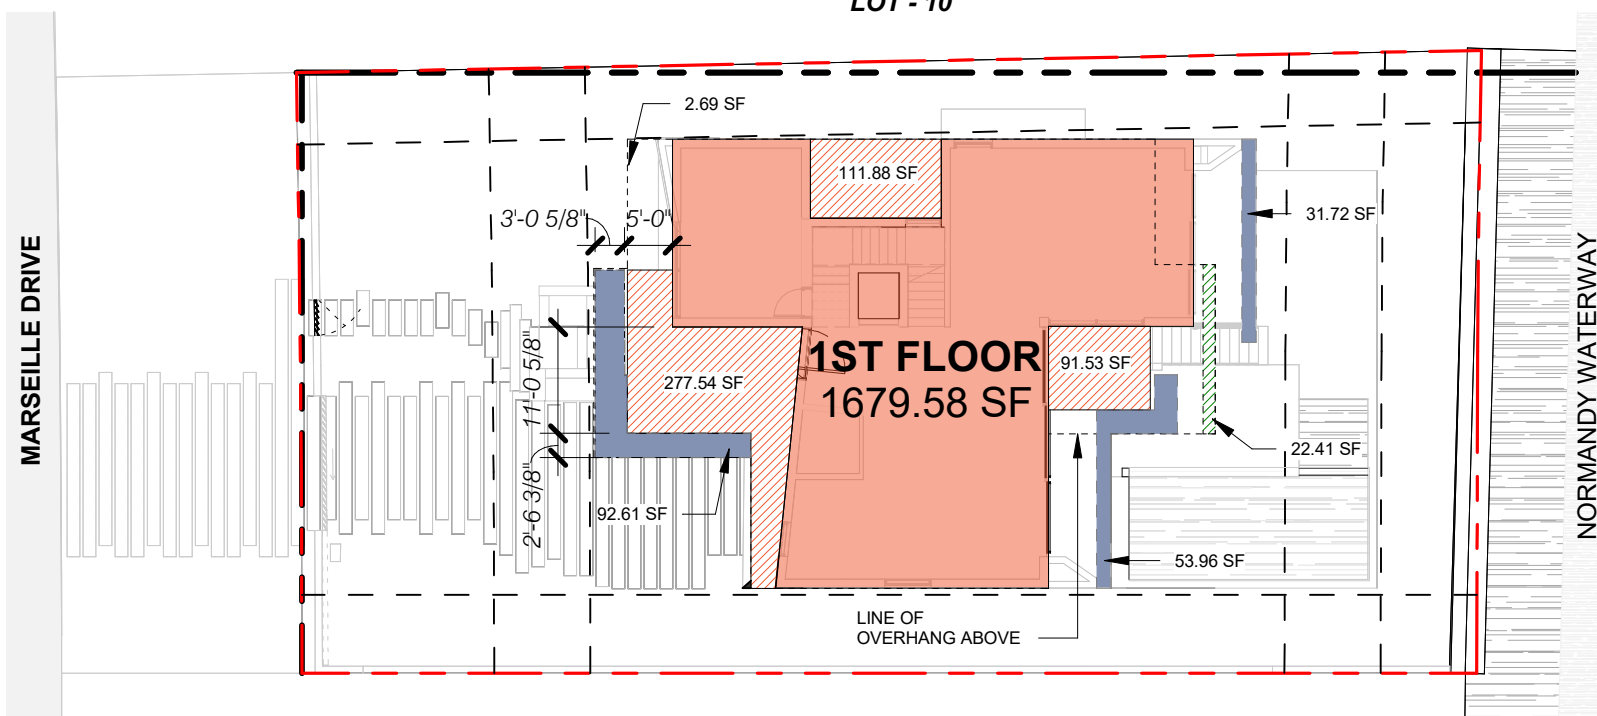 LOT - 10
2.69 SF
111.88 SF
3'-0 5/8"
5'-0"
31.72 SF
MARSEILLE DRIVE
NORMANDY WATERWAY
11'-0 5/8"
1ST FLOOR
1679.58 SF
91.53 SF
277.54 SF
22.41 SF
2'-6 3/8"
92.61 SF
53.96 SF
LINE OF
OVERHANG ABOVE